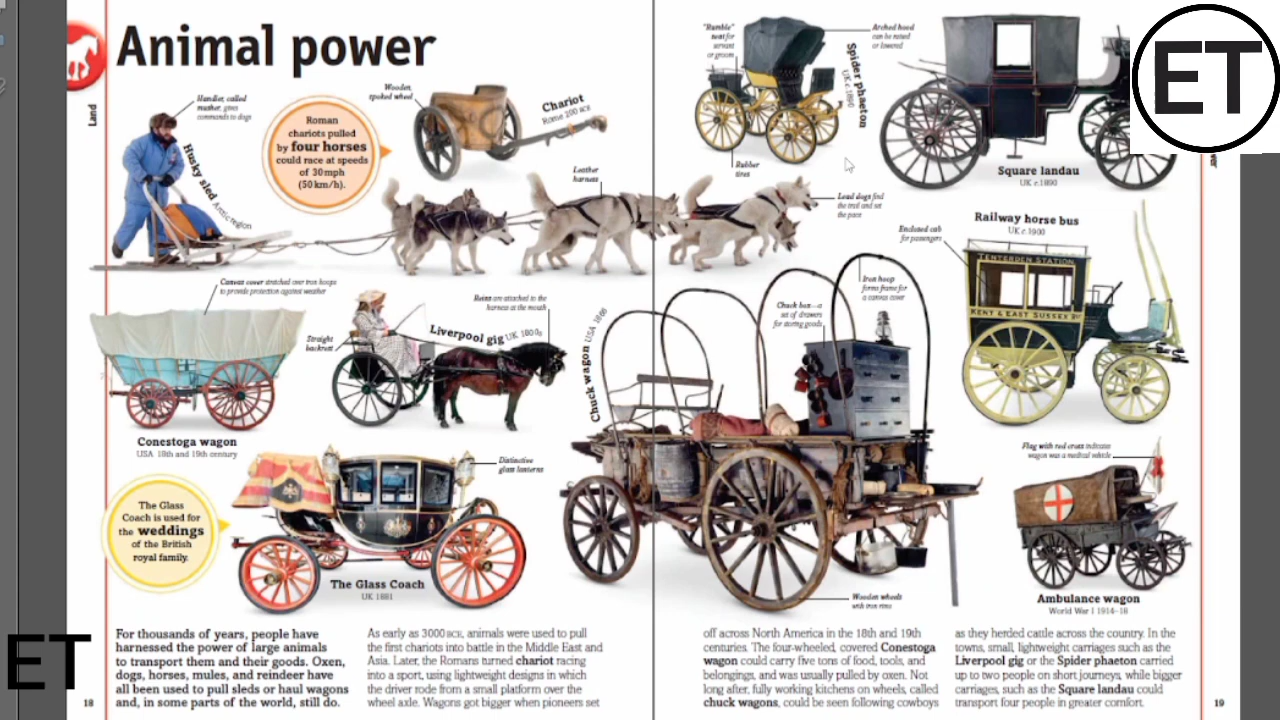 Animal power
Land
Handler, called
musher, gives
commands to dogs
Husky sled Arctic region
Roman
chariots pulled
by four horses
could race at speeds
of 30 mph
(50 km/h).
Wooden,
spoked wheel
Chariot
Rome 200 BCE
Leather
harness
"Rumble"
seat for
servant
or groom
Arched hood
can be raised
or lowered
Spider phaeton
UK c.1890
Rubber
tires
Square landau
UK c.1890
ET
Lead dogs find
the trail and set
the pace
Enclosed cab
for passengers
Railway horse bus
UK c.1900
TENTERDEN STATION
KENT & EAST SUSSEX
Canvas cover stretched over iron hoops
to provide protection against weather
Conestoga wagon
USA 18th and 19th century
Reins are attached to the
harness at the mouth
Straight
backrest
Liverpool gig UK 1800s
Chuck wagon USA 1860
Chuck box—a
set of drawers
for storing goods
Iron hoop
forms frame for
a canvas cover
Wooden wheels
with iron rims
The Glass
Coach is used for
the weddings
of the British
royal family.
Distinctive
glass lanterns
The Glass Coach
UK 1881
Flag with red cross indicates
wagon was a medical vehicle
Ambulance wagon
World War I 1914–18
For thousands of years, people have
harnessed the power of large animals
to transport them and their goods. Oxen,
dogs, horses, mules, and reindeer have
all been used to pull sleds or haul wagons
and, in some parts of the world, still do.
As early as 3000 BCE, animals were used to pull
the first chariots into battle in the Middle East and
Asia. Later, the Romans turned chariot racing
into a sport, using lightweight designs in which
the driver rode from a small platform over the
wheel axle. Wagons got bigger when pioneers set
off across North America in the 18th and 19th
centuries. The four-wheeled, covered Conestoga
wagon could carry five tons of food, tools, and
belongings, and was usually pulled by oxen. Not
long after, fully working kitchens on wheels, called
chuck wagons, could be seen following cowboys
as they herded cattle across the country. In the
towns, small, lightweight carriages such as the
Liverpool gig or the Spider phaeton carried
up to two people on short journeys, while bigger
carriages, such as the Square landau could
transport four people in greater comfort.
ET
18
19